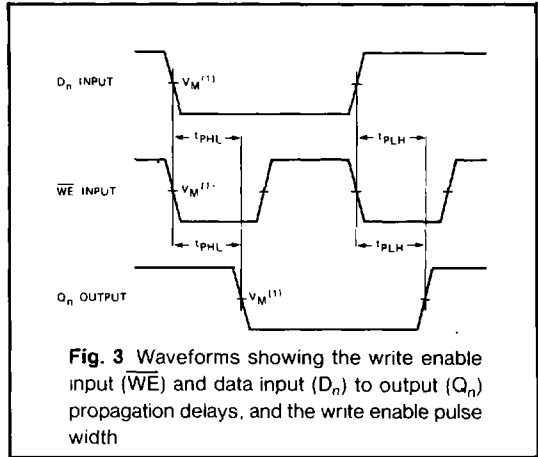 Dn INPUT
VM(1)
tPHL
tPLH
WE INPUT
VM(1)
tPHL
tPLH
Qn OUTPUT
VM(1)
Fig. 3 Waveforms showing the write enable
input (WE) and data input (Dn) to output (Qn)
propagation delays, and the write enable pulse
width